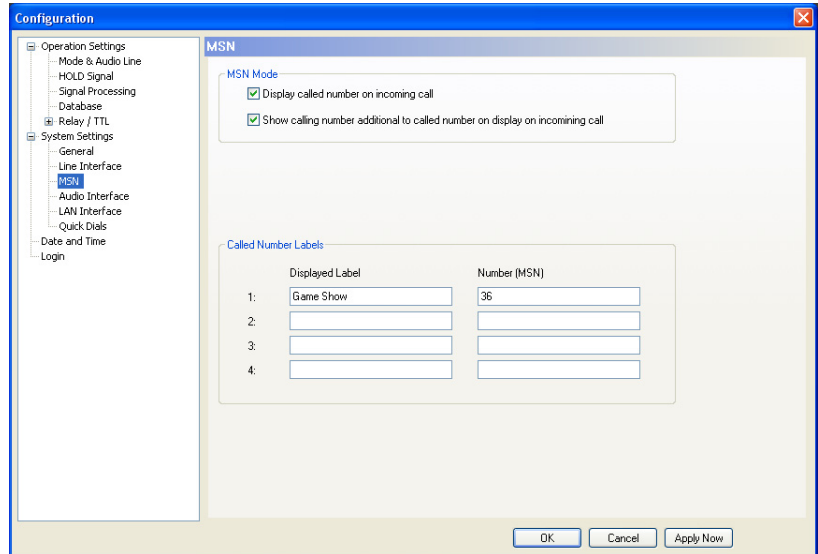 Configuration
Operation Settings
Mode & Audio Line
HOLD Signal
Signal Processing
Database
Relay / TTL
System Settings
General
Line Interface
MSN
Audio Interface
LAN Interface
Quick Dials
Date and Time
Login
MSN
MSN Mode
Display called number on incoming call
Show calling number additional to called number on display on incomining call
Called Number Labels
Displayed Label Number (MSN)
1: Game Show 36
2:
3:
4:
OK Cancel Apply Now